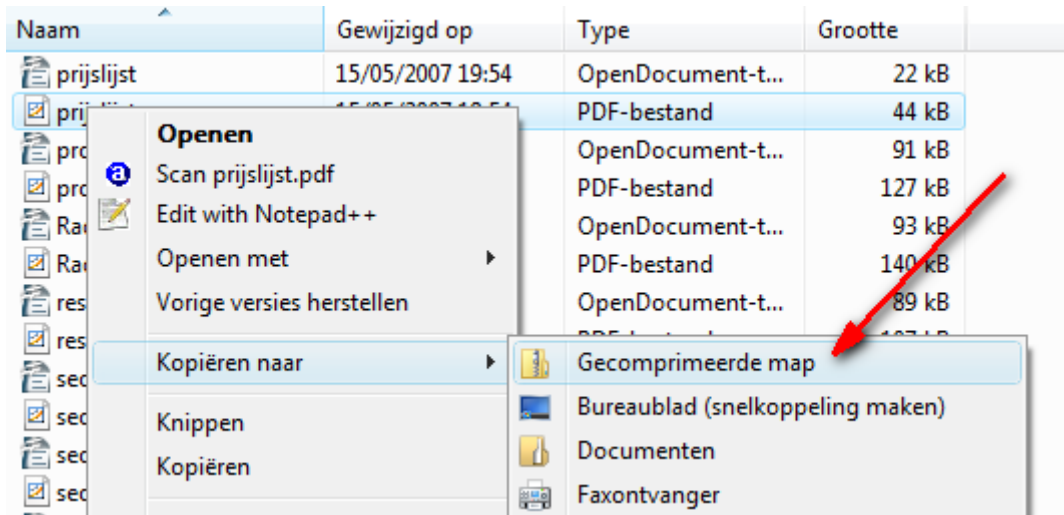 Naam Gewijzigd op Type Grootte
prijslijst 15/05/2007 19:54 OpenDocument-t... 22 kB
PDF-bestand 44 kB
OpenDocument-t... 91 kB
PDF-bestand 127 kB
OpenDocument-t... 93 kB
PDF-bestand 140 kB
OpenDocument-t... 89 kB
Openen
Scan prijslijst.pdf
Edit with Notepad++
Openen met
Vorige versies herstellen
Kopiëren naar
Knippen
Kopiëren
Gecomprimeerde map
Bureaublad (snelkoppeling maken)
Documenten
Faxontvanger